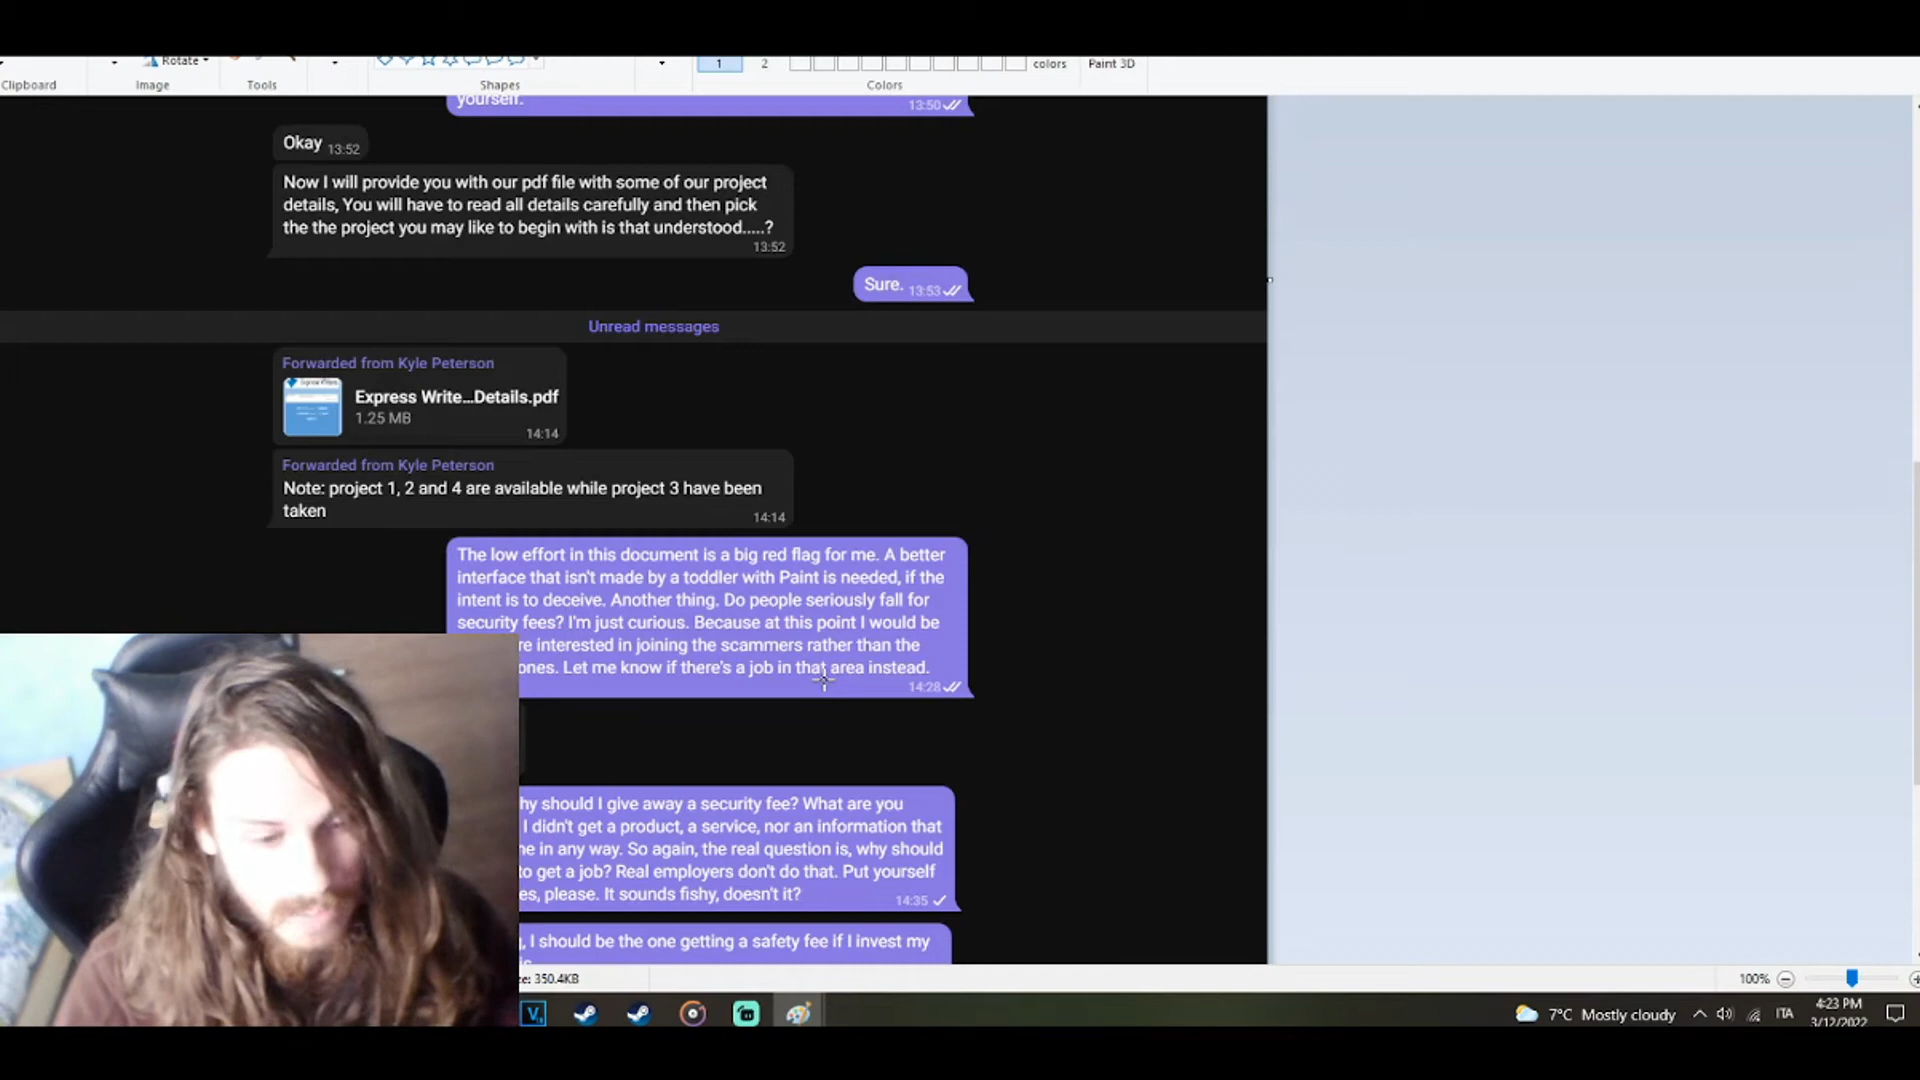 Rotate
1
2
colors
Paint 3D
Clipboard
Image
Tools
Shapes
Colors
yourself.
13:50
Okay 13:52
Now I will provide you with our pdf file with some of our project
details, You will have to read all details carefully and then pick
the the project you may like to begin with is that understood.....?
13:52
Sure. 13:53
Unread messages
Forwarded from Kyle Peterson
Express Write...Details.pdf
1.25 MB
14:14
Forwarded from Kyle Peterson
Note: project 1, 2 and 4 are available while project 3 have been
taken
14:14
The low effort in this document is a big red flag for me. A better
interface that isn't made by a toddler with Paint is needed, if the
intent is to deceive. Another thing. Do people seriously fall for
security fees? I'm just curious. Because at this point I would be
re interested in joining the scammers rather than the
ones. Let me know if there's a job in that area instead.
14:28
hy should I give away a security fee? What are you
I didn't get a product, a service, nor an information that
ne in any way. So again, the real question is, why should
to get a job? Real employers don't do that. Put yourself
es, please. It sounds fishy, doesn't it?
14:35
, I should be the one getting a safety fee if I invest my
ze: 350.4KB
100%
7°C Mostly cloudy
ITA
4:23 PM
3/12/2022